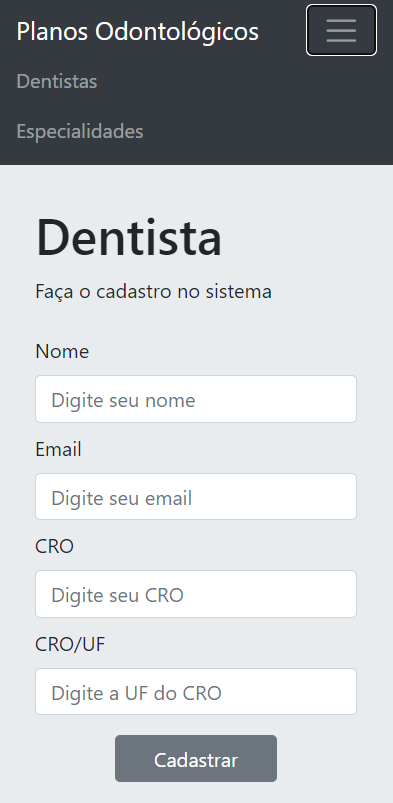 Planos Odontológicos
Dentistas
Especialidades
Dentista
Faça o cadastro no sistema
Nome
Digite seu nome
Email
Digite seu email
CRO
Digite seu CRO
CRO/UF
Digite a UF do CRO
Cadastrar